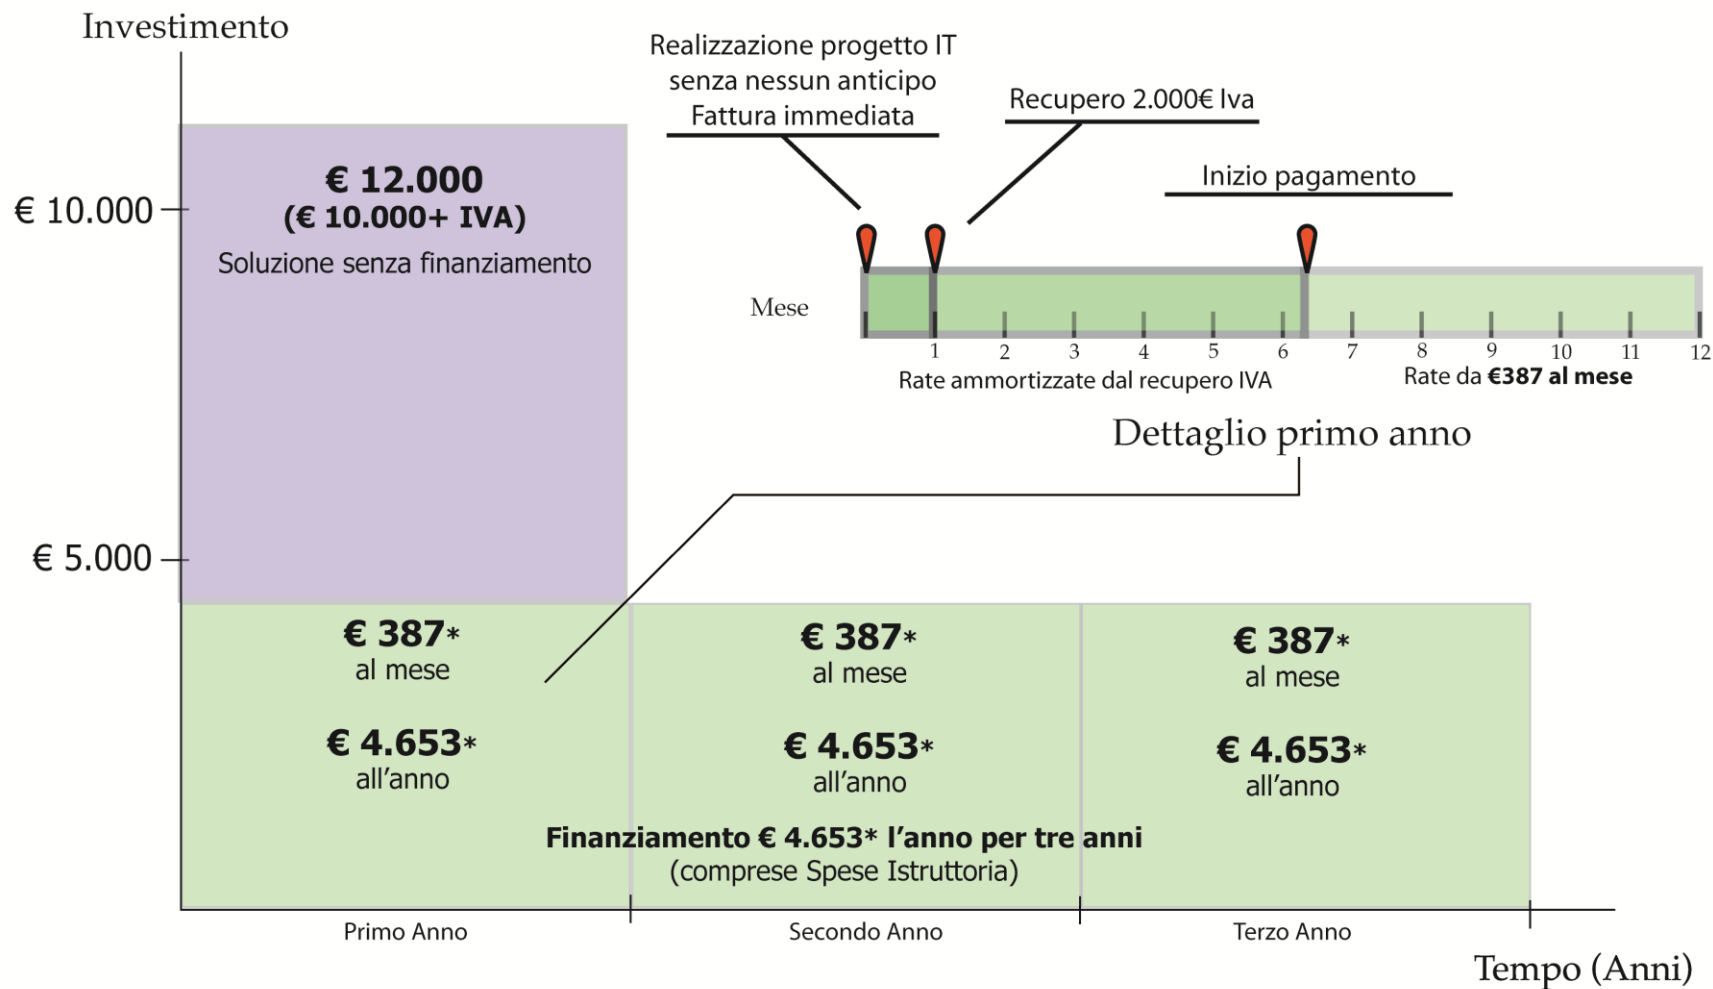 Investimento
Realizzazione progetto IT
senza nessun anticipo
Fattura immediata
Recupero 2.000€ Iva
Inizio pagamento
€ 12.000
(€ 10.000+ IVA)
Soluzione senza finanziamento
€ 10.000
€ 5.000
Mese
1 2 3 4 5 6 7 8 9 10 11 12
Rate ammortizzate dal recupero IVA
Rate da €387 al mese
Dettaglio primo anno
€ 387*
al mese
€ 4.653*
all'anno
€ 387*
al mese
€ 4.653*
all'anno
€ 387*
al mese
€ 4.653*
all'anno
Finanziamento € 4.653* l'anno per tre anni
(comprese Spese Istruttoria)
Primo Anno
Secondo Anno
Terzo Anno
Tempo (Anni)